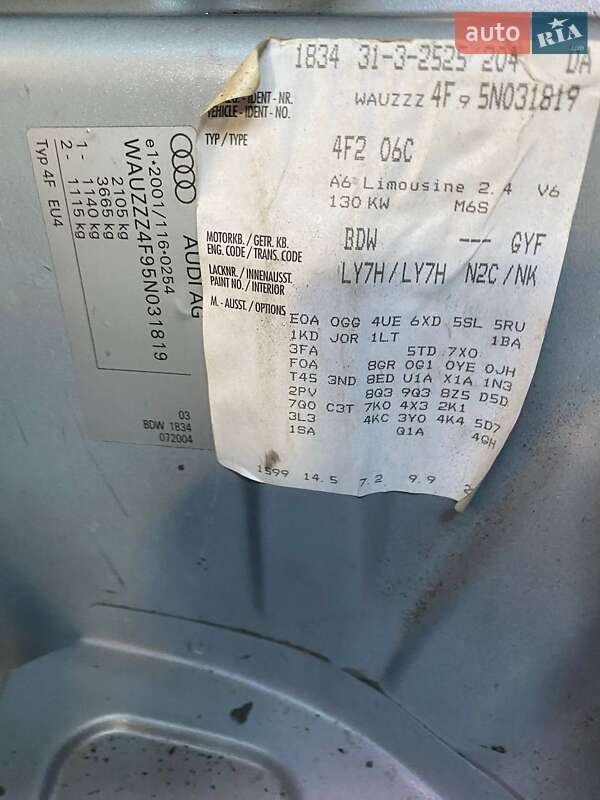 auto RIA
.com
1834 31-3-2525 204 DA
-IDENT-NR.
VEHICLE-IDENT-NO.
WAUZZZ 4F 9 5N031819
TYP / TYPE
4F2 06C
A6 Limousine 2.4 V6
130 KW M6S
MOTORKB. / GETR. KB.
ENG. CODE / TRANS. CODE
BDW --- GYF
LACKNR. / INNENAUSST.
PAINT NO. / INTERIOR
LY7H/LY7H N2C/NK
M. - AUSST. / OPTIONS
E0A 0GG 4UE 6XD 5SL 5RU
1KD J0R 1LT 1BA
3FA 5TD 7X0
F0A 8GR 0G1 0YE 0JH
T45 3ND 8ED U1A X1A 1N3
2PV 8Q3 9Q3 8Z5 D5D
7Q0 C3T 7K0 4X3 2K1
3L3 4KC 3Y0 4K4 5D7
1SA Q1A 4GH
1599 14.5 7.2 9.9
AUDI AG
e1*2001/116*0254
WAUZZZ4F95N031819
2105 kg
3665 kg
1- 1140 kg
2- 1115 kg
Typ 4F EU4
03
BDW 1834
072004